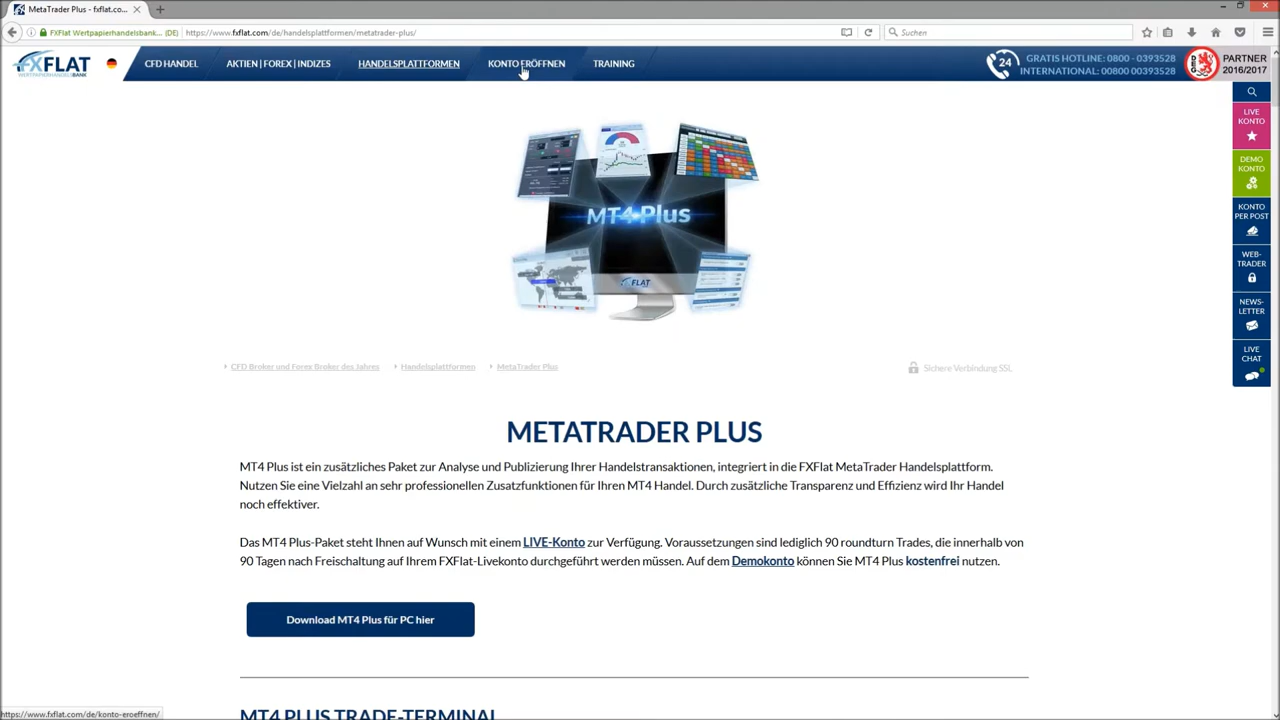 MetaTrader Plus - fxflat.co...
FXFlat Wertpapierhandelsbank... (DE)
https://www.fxflat.com/de/handelsplattformen/metatrader-plus/
Suchen
FXFLAT
WERTPAPIERHANDELSBANK
CFD HANDEL
AKTIEN | FOREX | INDIZES
HANDELSPLATTFORMEN
KONTO ERÖFFNEN
TRAINING
24
GRATIS HOTLINE: 0800 - 0393528
INTERNATIONAL: 00800 00393528
DEG
PARTNER
2016/2017
LIVE
KONTO
DEMO
KONTO
KONTO
PER POST
WEB-
TRADER
NEWS-
LETTER
LIVE
CHAT
MT4 Plus
FXFLAT
CFD Broker und Forex Broker des Jahres
Handelsplattformen
MetaTrader Plus
Sichere Verbindung SSL
METATRADER PLUS
MT4 Plus ist ein zusätzliches Paket zur Analyse und Publizierung Ihrer Handelstransaktionen, integriert in die FXFlat MetaTrader Handelsplattform.
Nutzen Sie eine Vielzahl an sehr professionellen Zusatzfunktionen für Ihren MT4 Handel. Durch zusätzliche Transparenz und Effizienz wird Ihr Handel
noch effektiver.
Das MT4 Plus-Paket steht Ihnen auf Wunsch mit einem LIVE-Konto zur Verfügung. Voraussetzungen sind lediglich 90 roundturn Trades, die innerhalb von
90 Tagen nach Freischaltung auf Ihrem FXFlat-Livekonto durchgeführt werden müssen. Auf dem Demokonto können Sie MT4 Plus kostenfrei nutzen.
Download MT4 Plus für PC hier
MT4 PLUS TRADE-TERMINAL
https://www.fxflat.com/de/konto-eroeffnen/